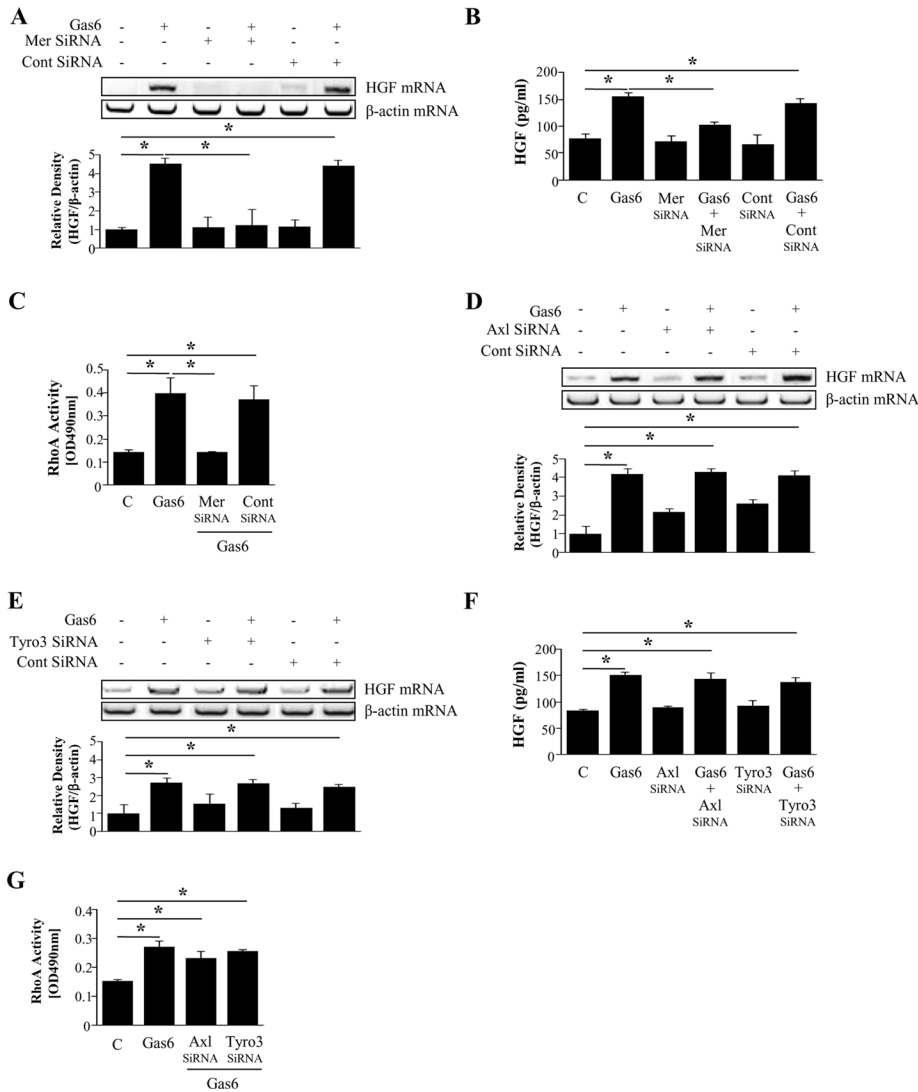 A
Gas6 - + - + - +
Mer SiRNA - - + + - -
Cont SiRNA - - - - + +
HGF mRNA
β-actin mRNA
*
* *
Relative Density
(HGF/β-actin)
5
4
3
2
1
0
B
*
* *
HGF (pg/ml)
200
150
100
50
0
C Gas6 Mer Gas6 Cont Gas6
SiRNA + SiRNA +
Mer Cont
SiRNA SiRNA
C
*
* *
RhoA Activity
[OD490nm]
0.5
0.4
0.3
0.2
0.1
0
C Gas6 Mer Cont
SiRNA SiRNA
Gas6
D
Gas6 - + - + - +
Axl SiRNA - - + + - -
Cont SiRNA - - - - + +
HGF mRNA
β-actin mRNA
*
*
*
Relative Density
(HGF/β-actin)
5
4
3
2
1
0
E
Gas6 - + - + - +
Tyro3 SiRNA - - + + - -
Cont SiRNA - - - - + +
HGF mRNA
β-actin mRNA
*
*
*
Relative Density
(HGF/β-actin)
5
4
3
2
1
0
F
*
*
*
HGF (pg/ml)
200
150
100
50
0
C Gas6 Axl Gas6 Tyro3 Gas6
SiRNA + SiRNA +
Axl Tyro3
SiRNA SiRNA
G
*
*
*
RhoA Activity
[OD490nm]
0.4
0.3
0.2
0.1
0
C Gas6 Axl Tyro3
SiRNA SiRNA
Gas6